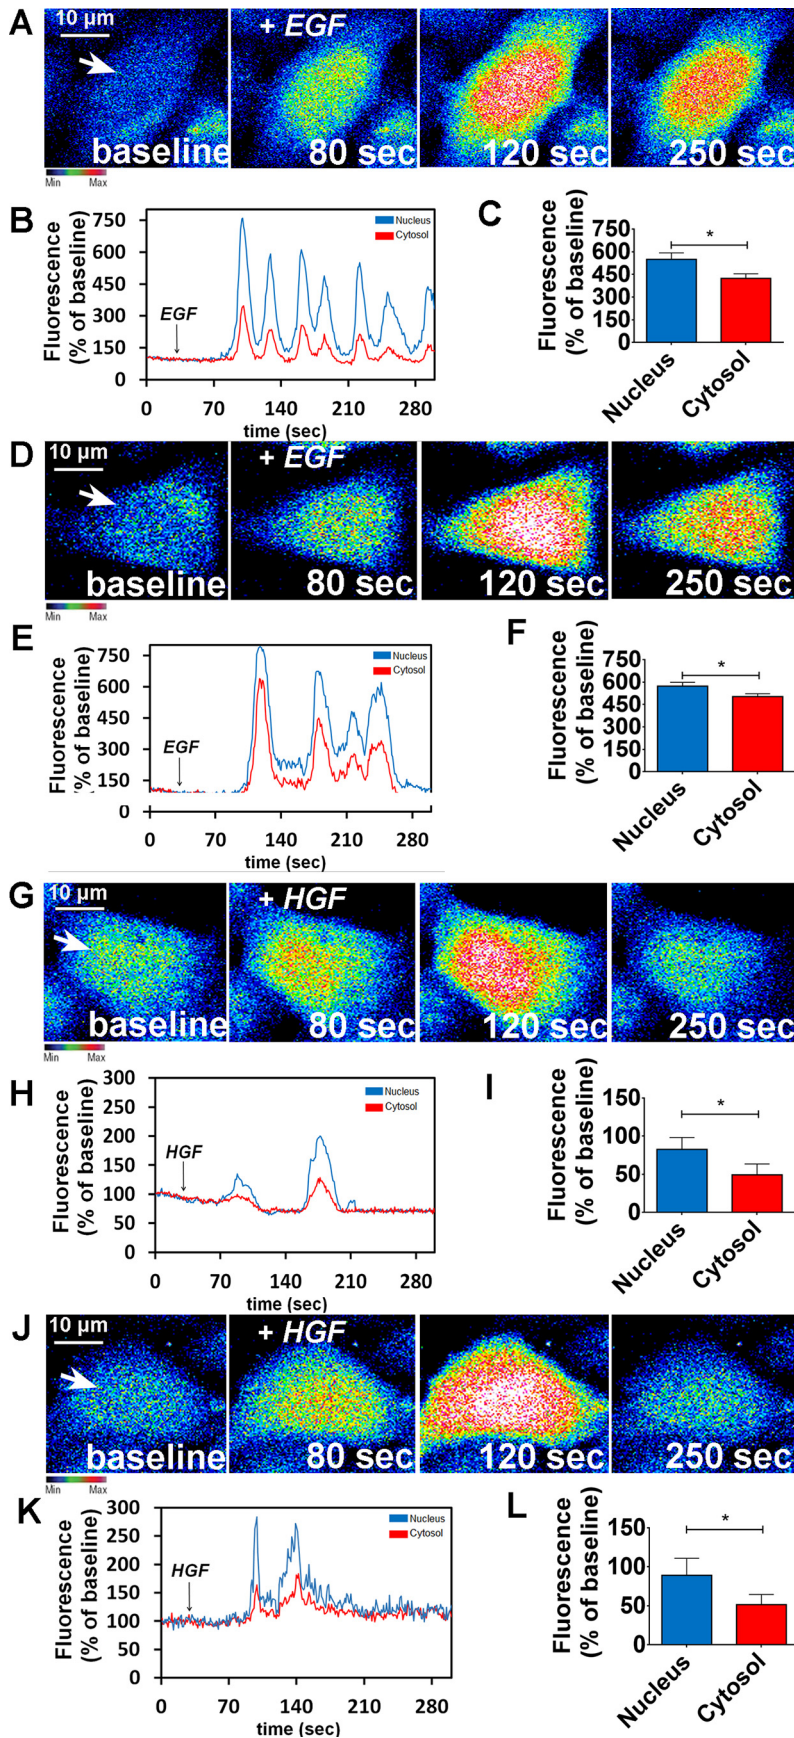 A
10 µm
+ EGF
baseline
80 sec
120 sec
250 sec
Min Max
B
Fluorescence
(% of baseline)
750
600
450
300
150
0
EGF
Nucleus
Cytosol
0 70 140 210 280
time (sec)
C
Fluorescence
(% of baseline)
750
600
450
300
150
0
*
Nucleus
Cytosol
D
10 µm
+ EGF
baseline
80 sec
120 sec
250 sec
Min Max
E
Fluorescence
(% of baseline)
750
600
450
300
100
0
EGF
Nucleus
Cytosol
0 70 140 210 280
time (sec)
F
Fluorescence
(% of baseline)
750
600
450
300
150
0
*
Nucleus
Cytosol
G
10 µm
+ HGF
baseline
80 sec
120 sec
250 sec
Min Max
H
Fluorescence
(% of baseline)
300
250
200
150
100
50
0
HGF
Nucleus
Cytosol
0 70 140 210 280
time (sec)
I
Fluorescence
(% of baseline)
150
100
50
0
*
Nucleus
Cytosol
J
10 µm
+ HGF
baseline
80 sec
120 sec
250 sec
Min Max
K
Fluorescence
(% of baseline)
300
250
200
150
100
50
0
HGF
Nucleus
Cytosol
0 70 140 210 280
time (sec)
L
Fluorescence
(% of baseline)
150
100
50
0
*
Nucleus
Cytosol